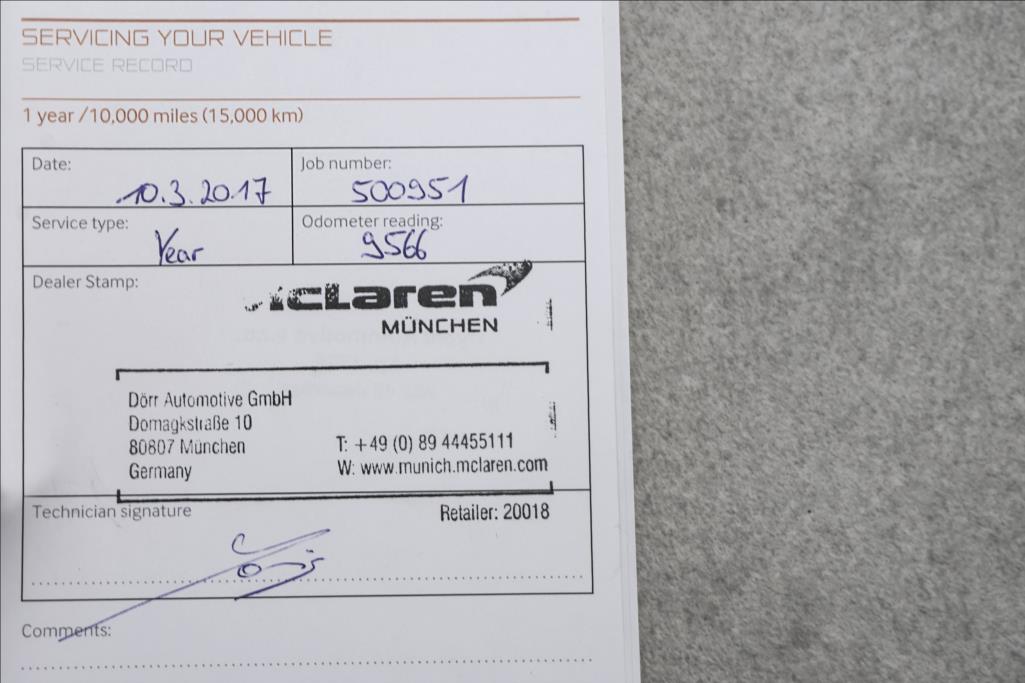 SERVICING YOUR VEHICLE
SERVICE RECORD
1 year /10,000 miles (15,000 km)
Date:
10.3.2017
Job number:
500951
Service type:
Year
Odometer reading:
9566
Dealer Stamp:
McLaren
MÜNCHEN
Dörr Automotive GmbH
Domagkstraße 10
80807 München
Germany
T: +49 (0) 89 44455111
W: www.munich.mclaren.com
Technician signature
Retailer: 20018
Comments: